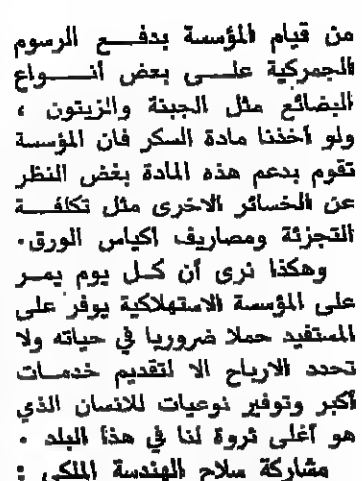 من قيام المؤسسة بدفع الرسوم
الجمركية على بعض أنواع
البضائع مثل الجبنة والزيتون ،
ولو أخذنا مادة السكر فان المؤسسة
تقوم بدعم هذه المادة بغض النظر
عن الخسائر الاخرى مثل تكلفة
التجزئة ومصاريف اكياس الورق.
وهكذا نرى أن كل يوم يمر
على المؤسسة الاستهلاكية يوفر على
المستفيد حملا ضروريا في حياته ولا
تحدد الارباح الا لتقديم خدمات
أكبر وتوفير نوعيات للانسان الذي
هو أغلى ثروة لنا في هذا البلد .
مشاركة سلاح الهندسة الملكي :